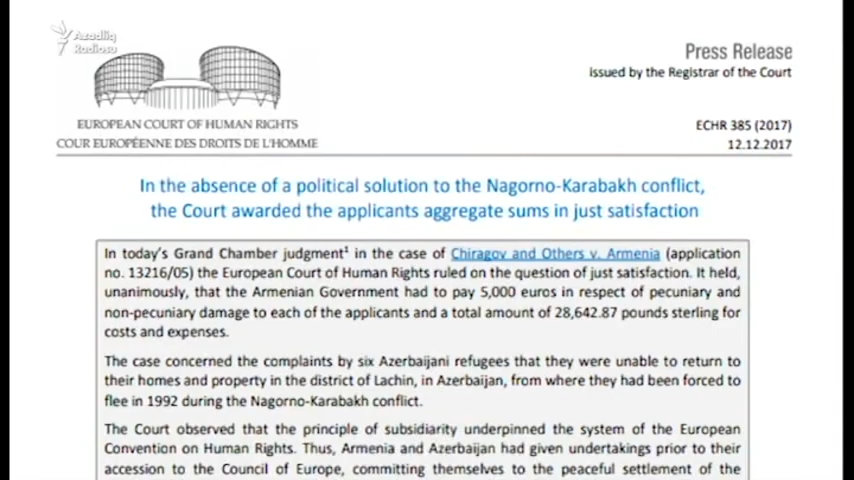 Azadlıq
Radiosu
Press Release
issued by the Registrar of the Court
EUROPEAN COURT OF HUMAN RIGHTS
COUR EUROPÉENNE DES DROITS DE L'HOMME
ECHR 385 (2017)
12.12.2017
In the absence of a political solution to the Nagorno-Karabakh conflict,
the Court awarded the applicants aggregate sums in just satisfaction
In today's Grand Chamber judgment¹ in the case of Chiragov and Others v. Armenia (application
no. 13216/05) the European Court of Human Rights ruled on the question of just satisfaction. It held,
unanimously, that the Armenian Government had to pay 5,000 euros in respect of pecuniary and
non-pecuniary damage to each of the applicants and a total amount of 28,642.87 pounds sterling for
costs and expenses.
The case concerned the complaints by six Azerbaijani refugees that they were unable to return to
their homes and property in the district of Lachin, in Azerbaijan, from where they had been forced to
flee in 1992 during the Nagorno-Karabakh conflict.
The Court observed that the principle of subsidiarity underpinned the system of the European
Convention on Human Rights. Thus, Armenia and Azerbaijan had given undertakings prior to their
accession to the Council of Europe, committing themselves to the peaceful settlement of the